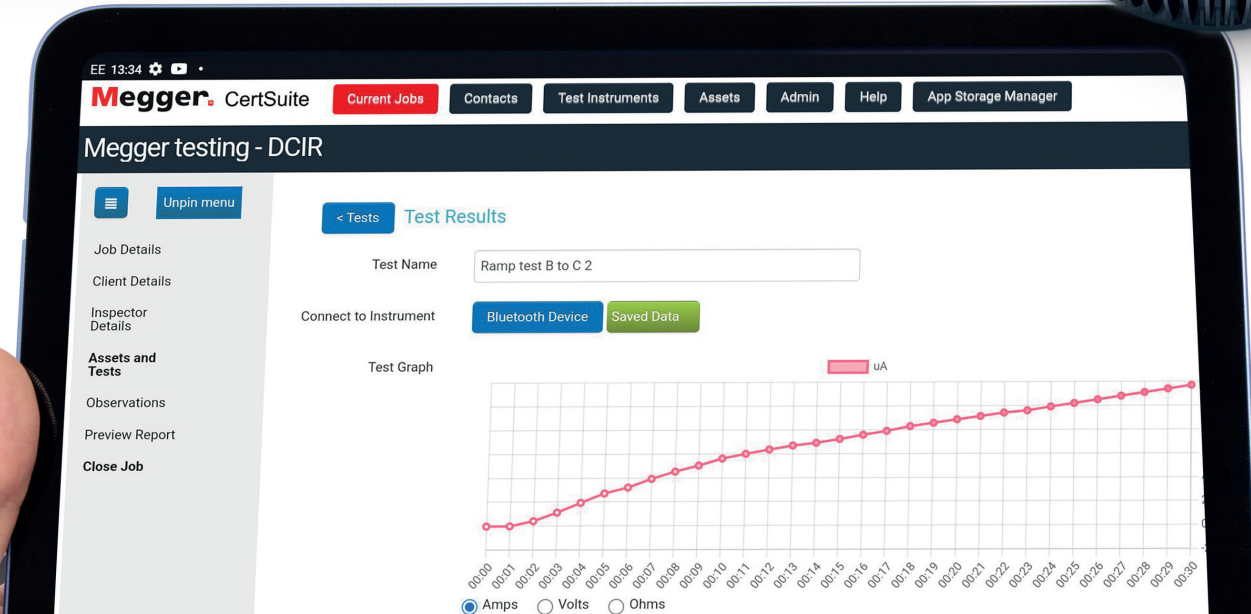 EE 13:34
Megger. CertSuite Current Jobs Contacts Test Instruments Assets Admin Help App Storage Manager
Megger testing - DCIR
Unpin menu
Job Details
Client Details
Inspector
Details
Assets and
Tests
Observations
Preview Report
Close Job
< Tests Test Results
Test Name Ramp test B to C 2
Connect to Instrument Bluetooth Device Saved Data
Test Graph
uA
00:00 00:01 00:02 00:03 00:04 00:05 00:06 00:07 00:08 00:09 00:10 00:11 00:12 00:13 00:14 00:15 00:16 00:17 00:18 00:19 00:20 00:21 00:22 00:23 00:24 00:25 00:26 00:27 00:28 00:29 00:30
Amps Volts Ohms